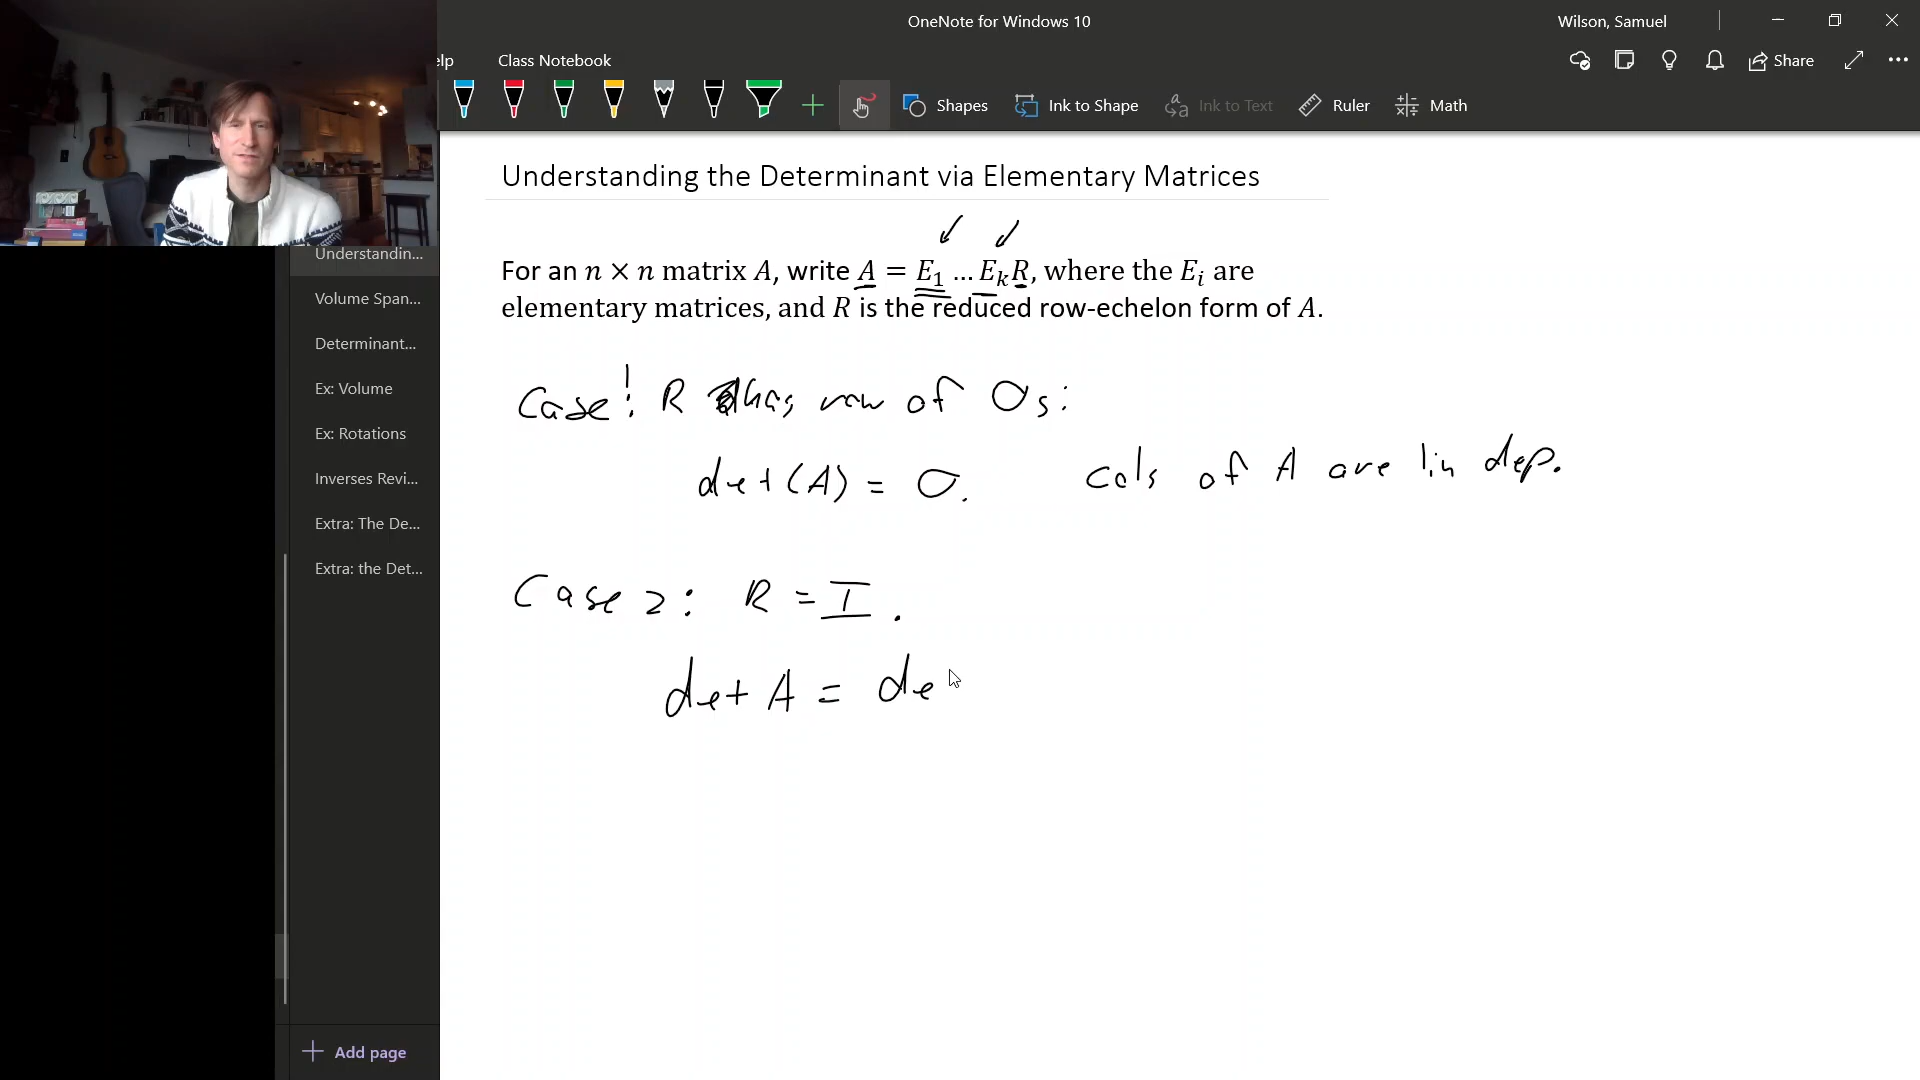 OneNote for Windows 10
Wilson, Samuel
elp
Class Notebook
Share
Shapes
Ink to Shape
Ink to Text
Ruler
Math
Understanding the Determinant via Elementary Matrices
For an n × n matrix A, write A = E₁ … EₖR, where the Eᵢ are
elementary matrices, and R is the reduced row-echelon form of A.
Case 1: R has row of 0s:
det(A) = 0.
cols of A are lin dep.
Case 2: R = I.
det A = de
Understandin...
Volume Span...
Determinant...
Ex: Volume
Ex: Rotations
Inverses Revi...
Extra: The De...
Extra: the Det...
Add page